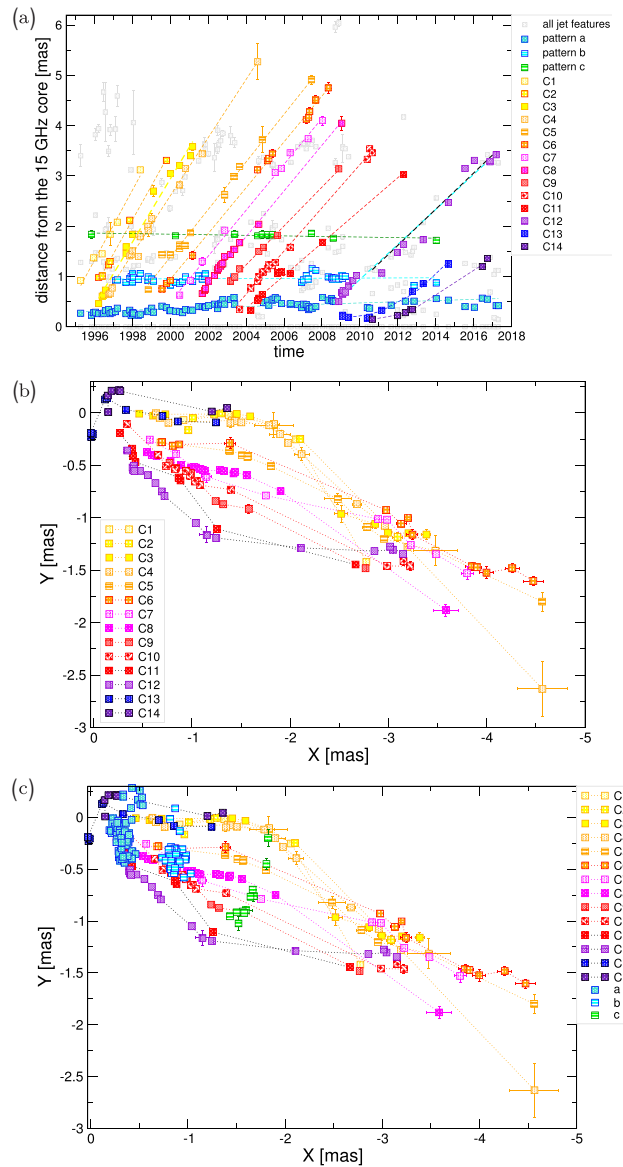 (a)
6
5
4
3
2
1
0
distance from the 15 GHz core [mas]
1996 1998 2000 2002 2004 2006 2008 2010 2012 2014 2016 2018
time
all jet features
pattern a
pattern b
pattern c
C1
C2
C3
C4
C5
C6
C7
C8
C9
C10
C11
C12
C13
C14
(b)
0
-0.5
-1
-1.5
-2
-2.5
-3
Y [mas]
0 -1 -2 -3 -4 -5
X [mas]
C1
C2
C3
C4
C5
C6
C7
C8
C9
C10
C11
C12
C13
C14
(c)
0
-0.5
-1
-1.5
-2
-2.5
-3
Y [mas]
0 -1 -2 -3 -4 -5
X [mas]
C
C
C
C
C
C
C
C
C
C
C
C
C
C
a
b
c